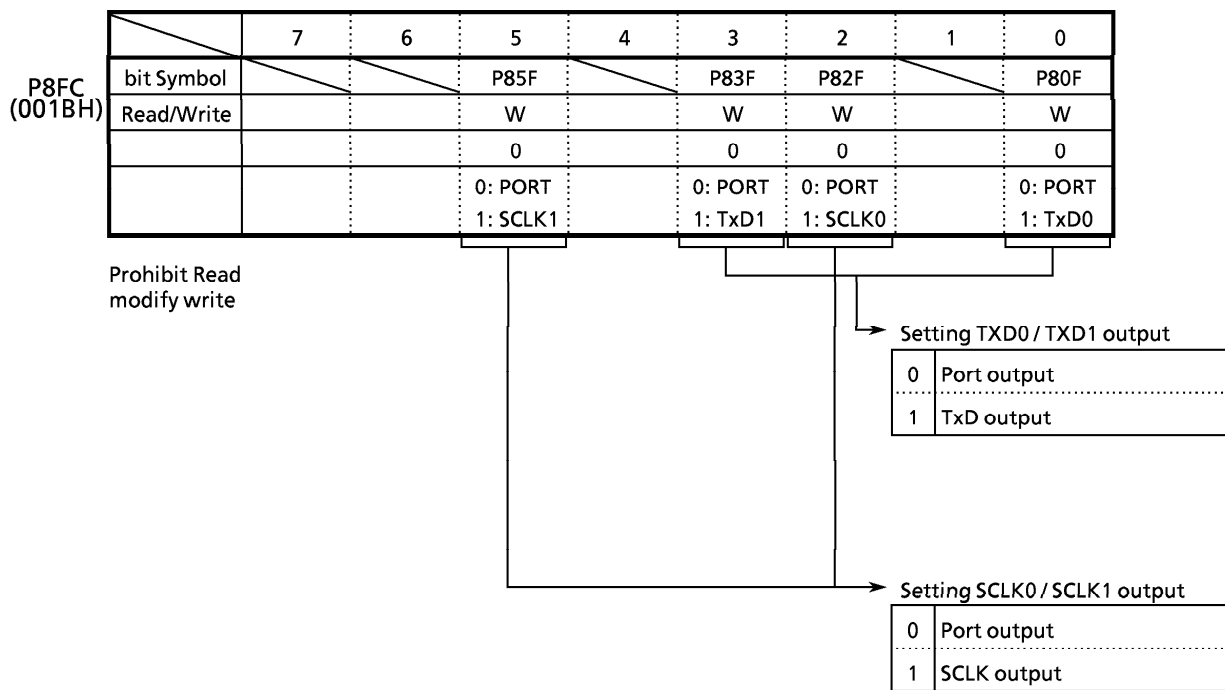 7 6 5 4 3 2 1 0
P8FC
(001BH)
bit Symbol P85F P83F P82F P80F
Read/Write W W W W
0 0 0 0
0: PORT 0: PORT 0: PORT 0: PORT
1: SCLK1 1: TxD1 1: SCLK0 1: TxD0
Prohibit Read
modify write
Setting TXD0 / TXD1 output
0 Port output
1 TxD output
Setting SCLK0 / SCLK1 output
0 Port output
1 SCLK output